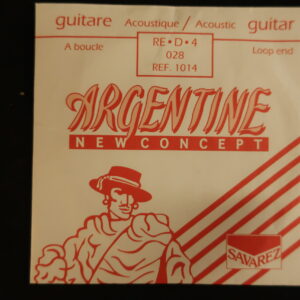 guitare Acoustique / Acoustic guitar
A boucle RE•D•4 Loop end
028
REF. 1014
ARGENTINE
NEW CONCEPT
SAVAREZ